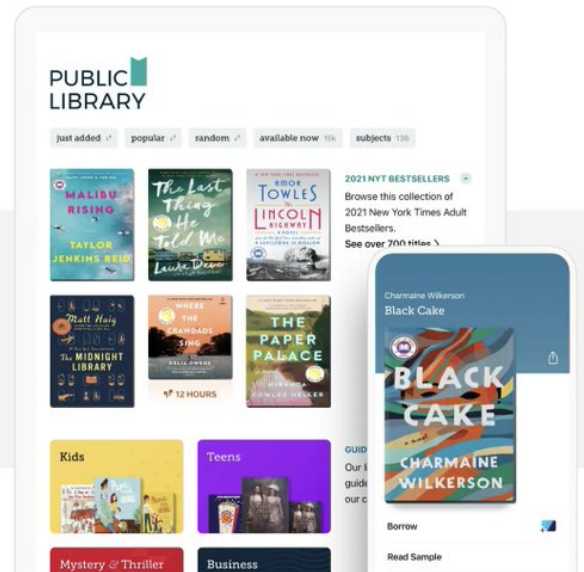 PUBLIC
LIBRARY
just added
popular
random
available now 15k
subjects 136
MALIBU
RISING
TAYLOR
JENKINS REID
The Last
Thing
He
Told Me
Laura Dave
AMOR
TOWLES
The
LINCOLN
HIGHWAY
A NOVEL
2021 NYT BESTSELLERS
Browse this collection of
2021 New York Times Adult
Bestsellers.
See over 700 titles >
Matt Haig
The MIDNIGHT
LIBRARY
WHERE
THE
CRAWDADS
SING
DELIA OWENS
12 HOURS
THE
PAPER
PALACE
a novel
MIRANDA
COWLEY HELLER
Charmaine Wilkerson
Black Cake
BLACK
CAKE
a novel
CHARMAINE
WILKERSON
Borrow
Read Sample
Kids
Teens
GUID
Our li
guide
our c
Mystery & Thriller
Business